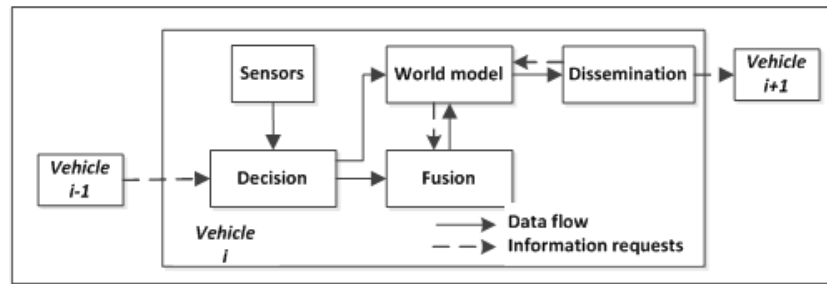 Sensors
World model
Dissemination
Vehicle
i+1
Vehicle
i-1
Decision
Fusion
Vehicle
i
Data flow
Information requests